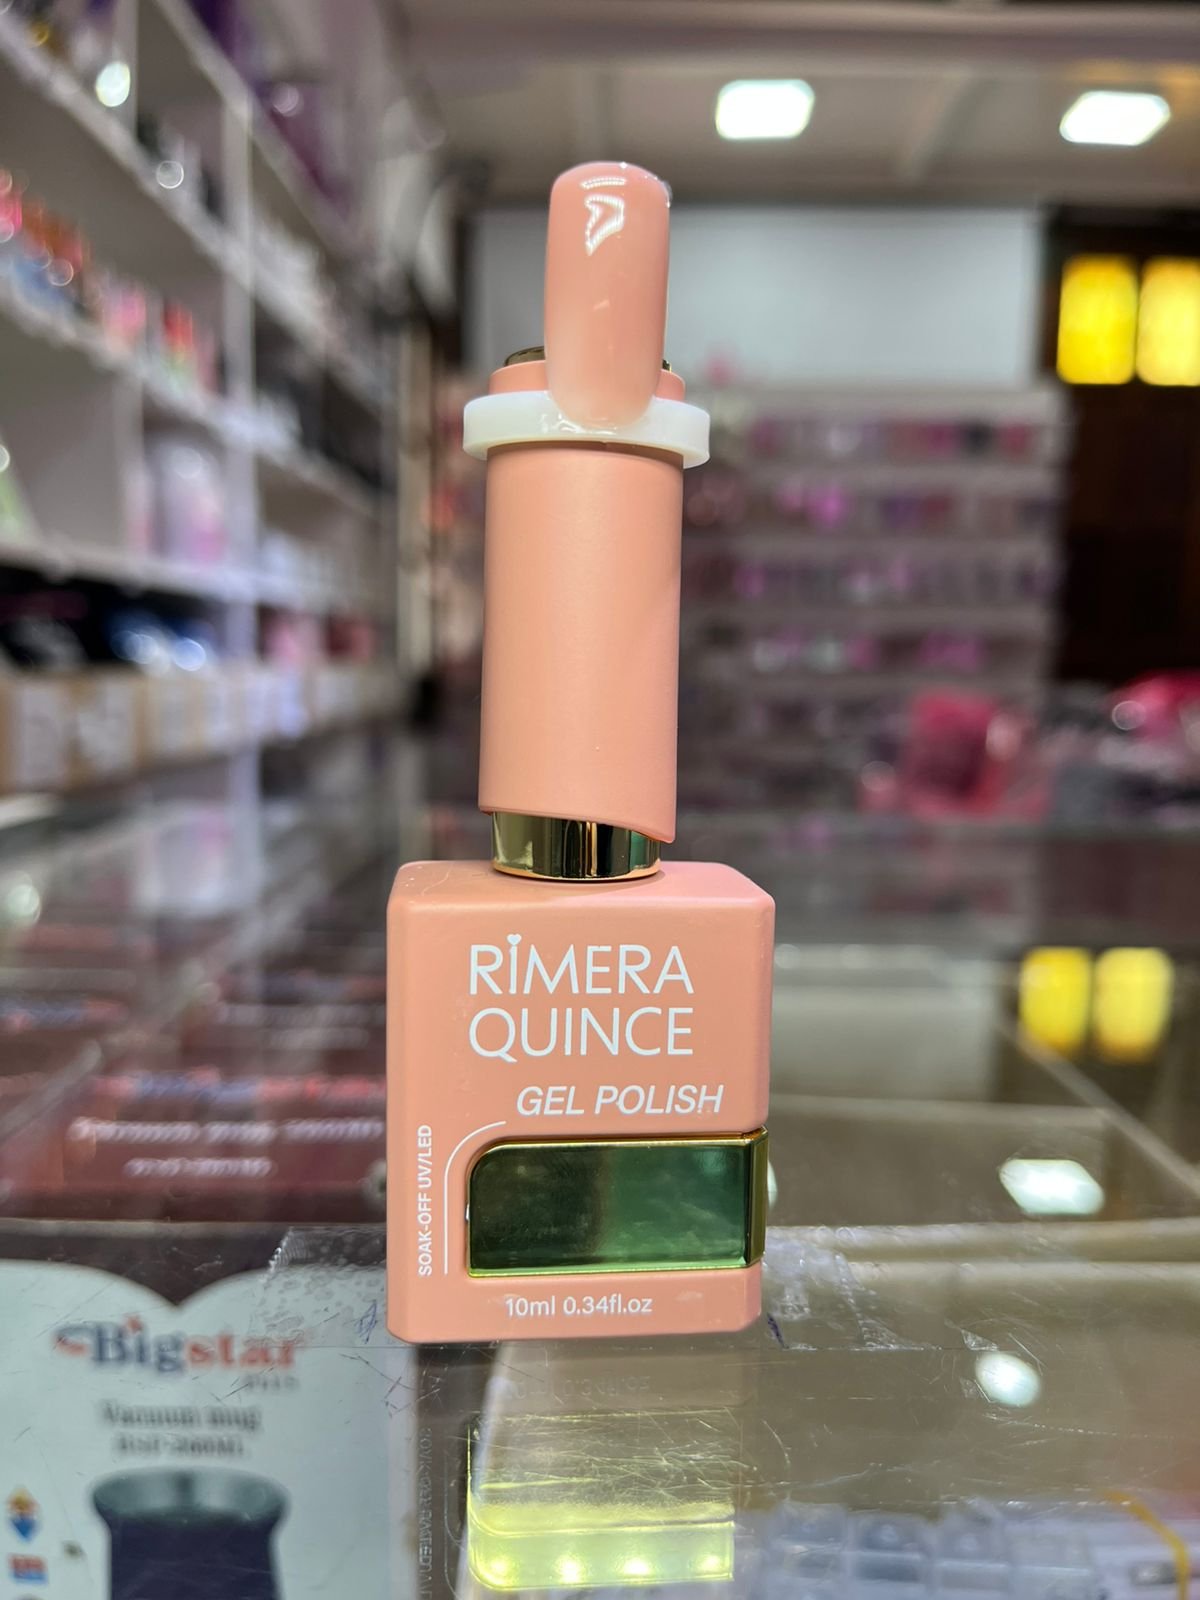 RIMERA
QUINCE
GEL POLISH
SOAK-OFF UV/LED
10ml 0.34fl.oz
Bigstar
Vacuum mug